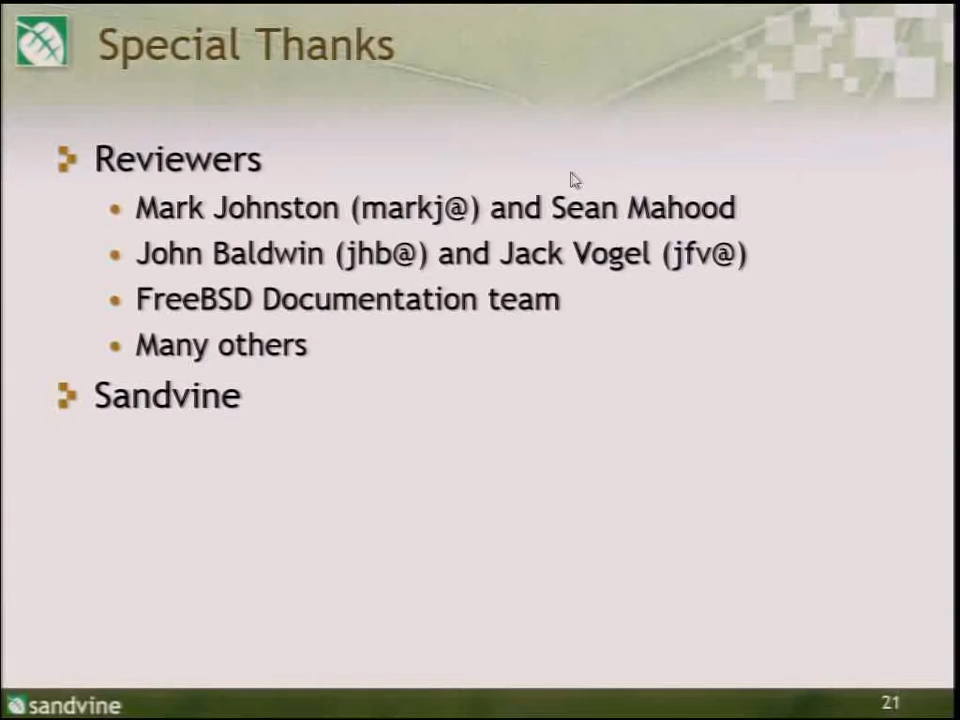 Special Thanks
Reviewers
Mark Johnston (markj@) and Sean Mahood
John Baldwin (jhb@) and Jack Vogel (jfv@)
FreeBSD Documentation team
Many others
Sandvine
sandvine
21